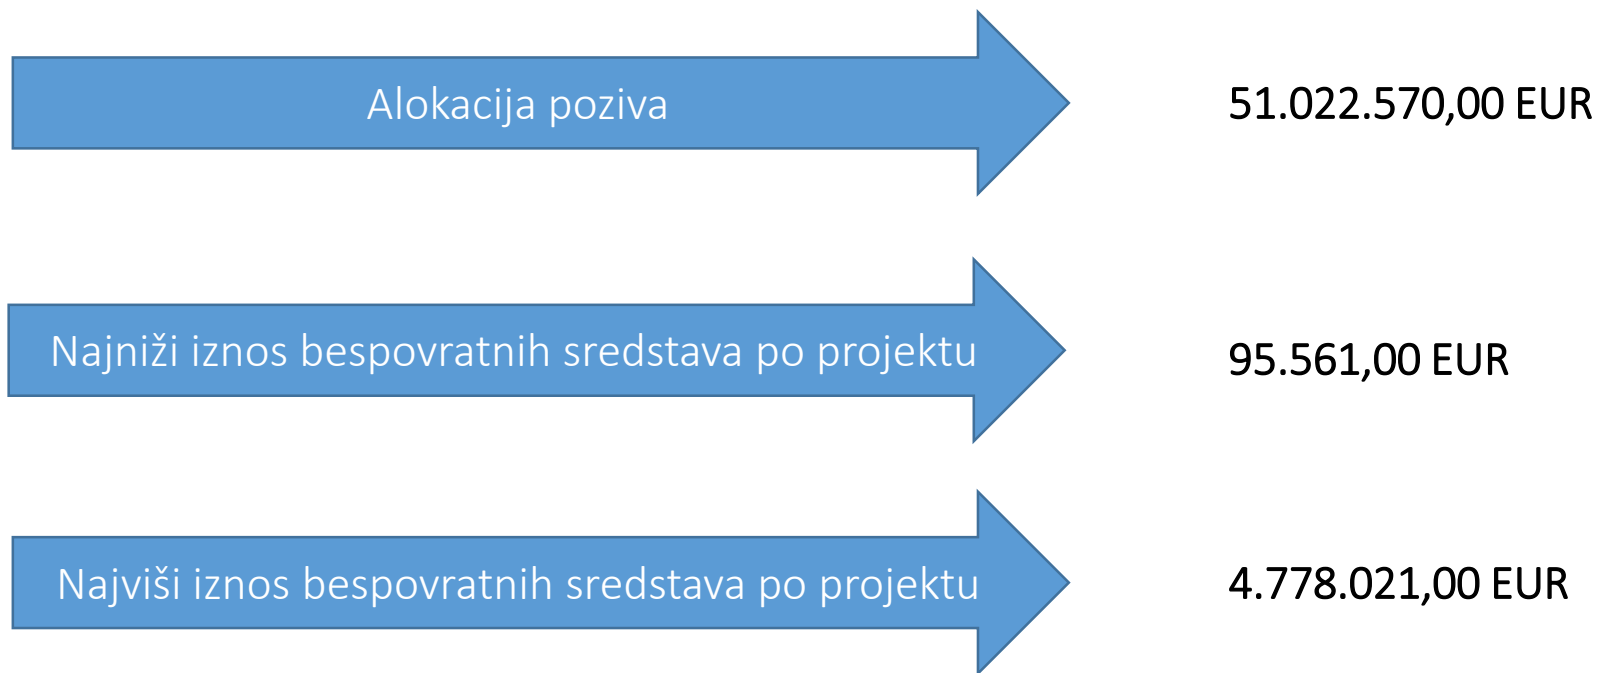 Alokacija poziva
51.022.570,00 EUR
Najniži iznos bespovratnih sredstava po projektu
95.561,00 EUR
Najviši iznos bespovratnih sredstava po projektu
4.778.021,00 EUR